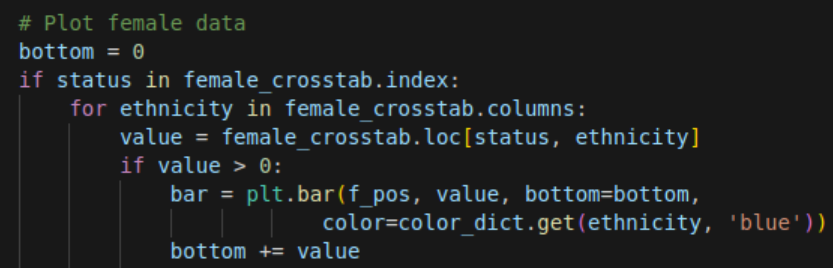 # Plot female data
bottom = 0
if status in female_crosstab.index:
    for ethnicity in female_crosstab.columns:
        value = female_crosstab.loc[status, ethnicity]
        if value > 0:
            bar = plt.bar(f_pos, value, bottom=bottom,
                        color=color_dict.get(ethnicity, 'blue'))
            bottom += value